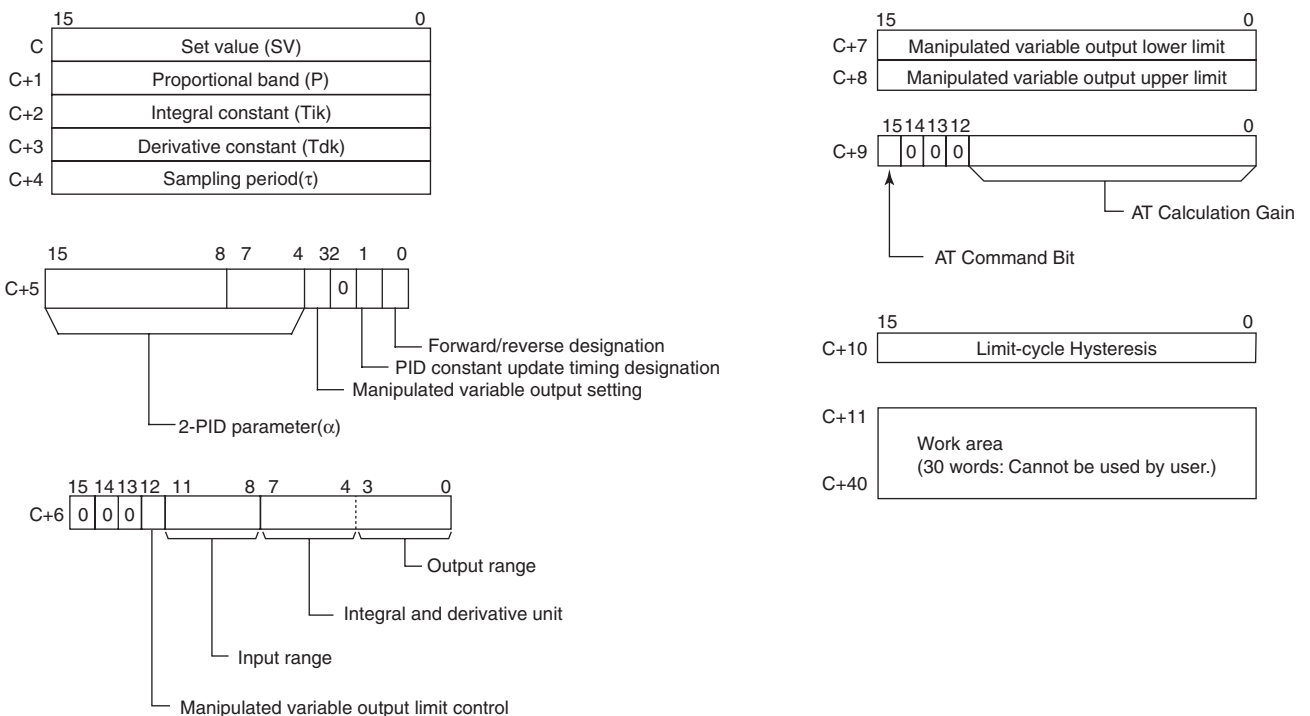 15 0
C Set value (SV)
C+1 Proportional band (P)
C+2 Integral constant (Tik)
C+3 Derivative constant (Tdk)
C+4 Sampling period(τ)
15 8 7 4 32 1 0
C+5 0
Forward/reverse designation
PID constant update timing designation
Manipulated variable output setting
2-PID parameter(α)
15 14 13 12 11 8 7 4 3 0
C+6 0 0 0
Output range
Integral and derivative unit
Input range
Manipulated variable output limit control
15 0
C+7 Manipulated variable output lower limit
C+8 Manipulated variable output upper limit
15 14 13 12 0
C+9 0 0 0
AT Calculation Gain
AT Command Bit
15 0
C+10 Limit-cycle Hysteresis
C+11
Work area
(30 words: Cannot be used by user.)
C+40